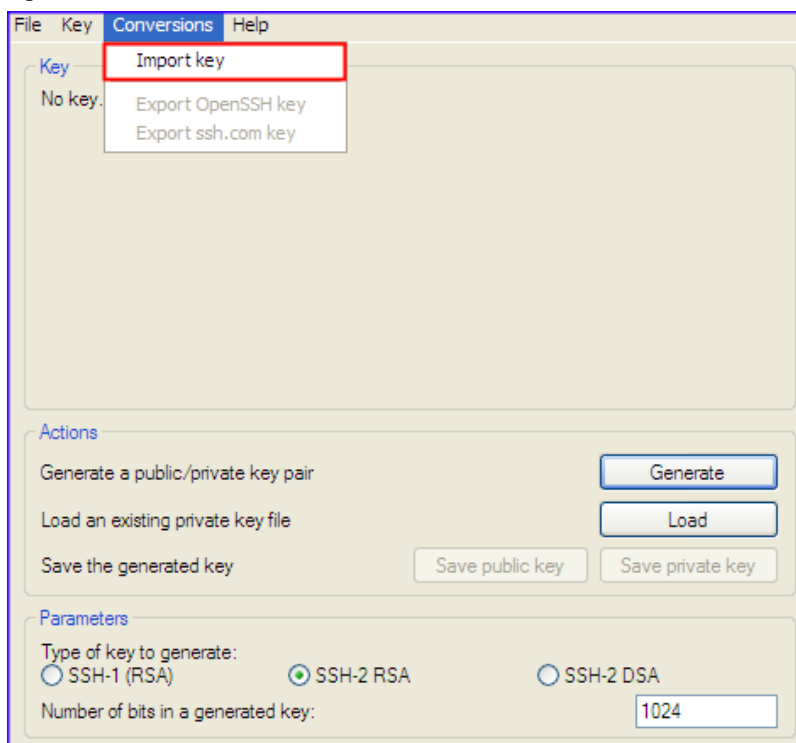 File Key Conversions Help
Import key
Key
No key.
Export OpenSSH key
Export ssh.com key
Actions
Generate a public/private key pair Generate
Load an existing private key file Load
Save the generated key Save public key Save private key
Parameters
Type of key to generate:
SSH-1 (RSA) SSH-2 RSA SSH-2 DSA
Number of bits in a generated key: 1024